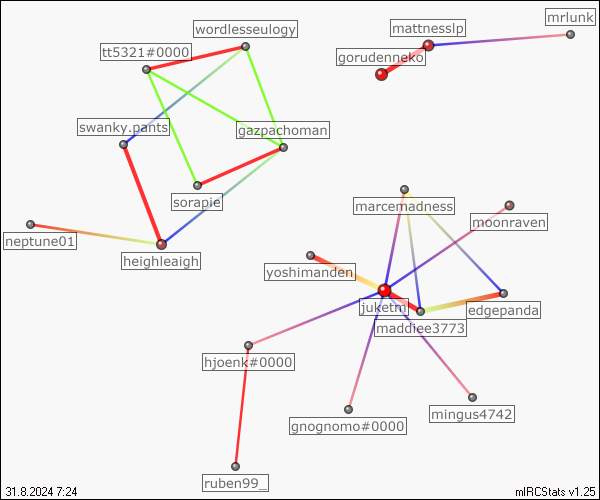 mrlunk
mattnesslp
wordlesseulogy
tt5321#0000
gorudenneko
swanky.pants
gazpachoman
sorapie
marcemadness
moonraven
neptune01
heighleaigh
yoshimanden
juketm
edgepanda
maddiee3773
hjoenk#0000
mingus4742
gnognomo#0000
ruben99_
31.8.2024 7:24
mIRCStats v1.25